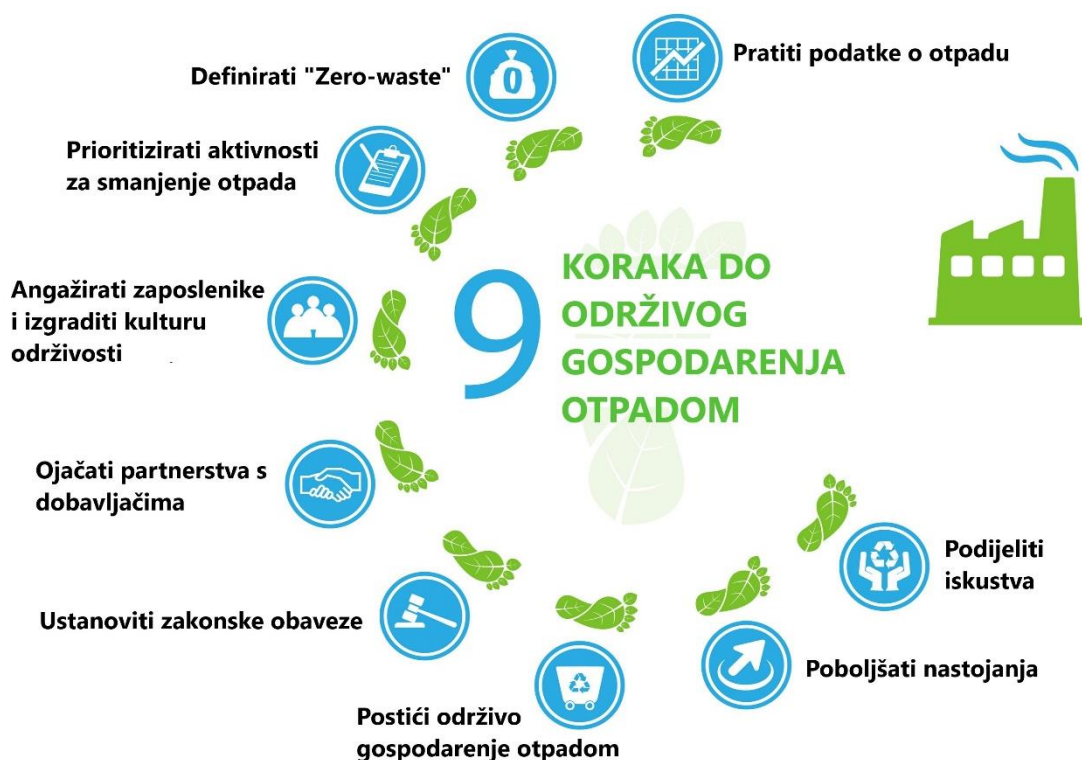 9
KORAKA DO
ODRŽIVOG
GOSPODARENJA
OTPADOM
Pratiti podatke o otpadu
Definirati "Zero-waste"
0
Prioritizirati aktivnosti
za smanjenje otpada
Angažirati zaposlenike
i izgraditi kulturu
održivosti
Ojačati partnerstva s
dobavljačima
Ustanoviti zakonske obaveze
Postići održivo
gospodarenje otpadom
Poboljšati nastojanja
Podijeliti
iskustva